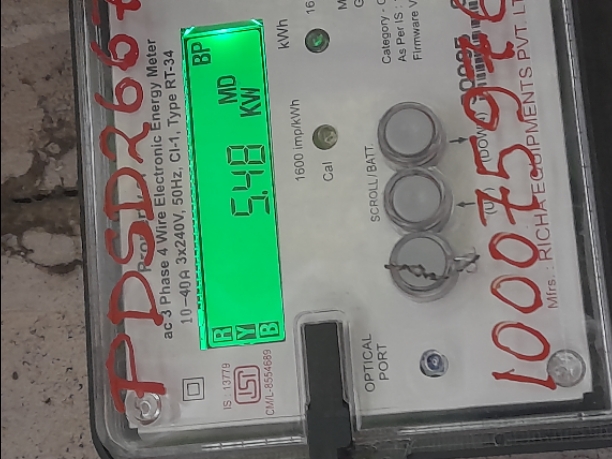 PDSD266
ac 3 Phase 4 Wire Electronic Energy Meter
10-40A 3x240V, 50Hz, Cl-1, Type RT-34
BP
MD
KW
5.48
R
Y
B
IS : 13779
CM/L-8554689
kWh
1600 imp/kWh
Cal
SCROLL/BATT.
(DOWN)
OPTICAL
PORT
Category :
As Per IS :
Firmware V
Mfrs. : RICHA EQUIPMENTS PVT. LT